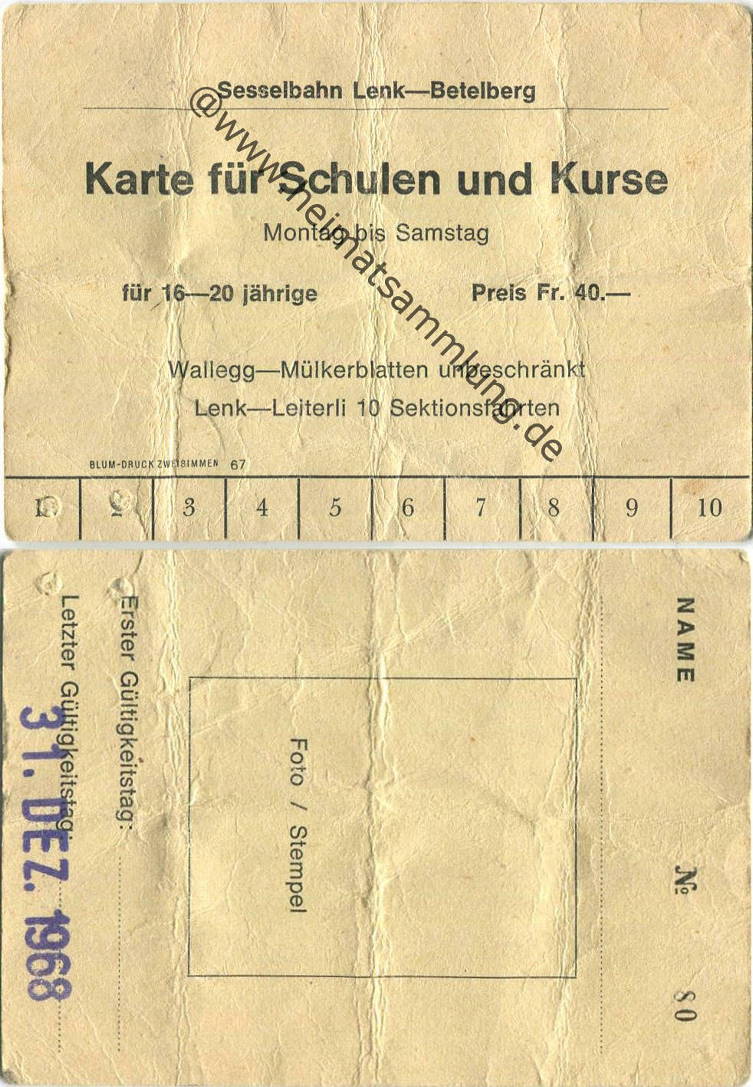 Sesselbahn Lenk—Betelberg
Karte für Schulen und Kurse
Montag bis Samstag
für 16—20 jährige Preis Fr. 40.—
Wallegg—Mülkerblatten unbeschränkt
Lenk—Leiterli 10 Sektionsfahrten
BLUM-DRUCK ZWEISIMMEN 67
1 2 3 4 5 6 7 8 9 10
@www.heimatsammlung.de
NAME
№ 80
Foto / Stempel
Erster Gültigkeitstag:
Letzter Gültigkeitstag:
31. DEZ. 1968